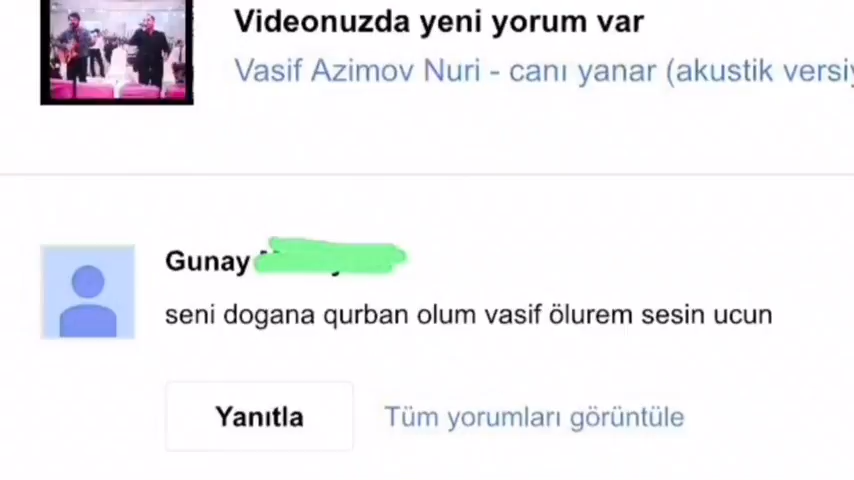 Videonuzda yeni yorum var
Vasif Azimov Nuri - canı yanar (akustik versiy
Gunay
seni dogana qurban olum vasif ölurem sesin ucun
Yanıtla
Tüm yorumları görüntüle